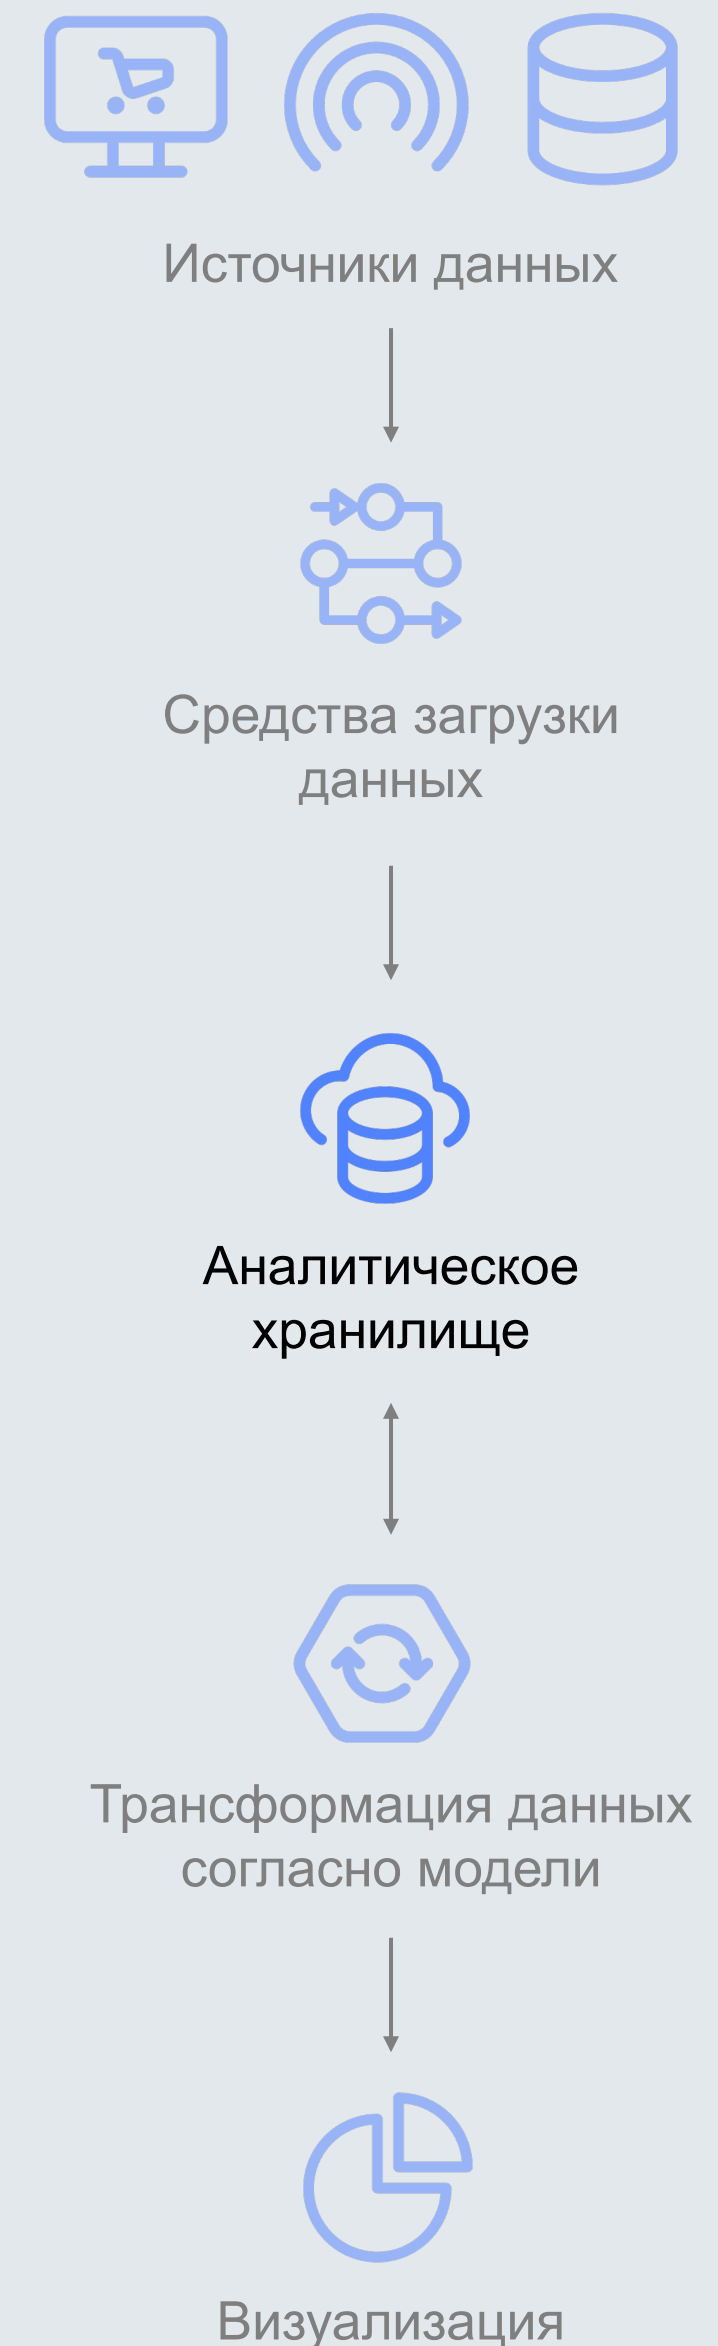 Источники данных
Средства загрузки
данных
Аналитическое
хранилище
Трансформация данных
согласно модели
Визуализация